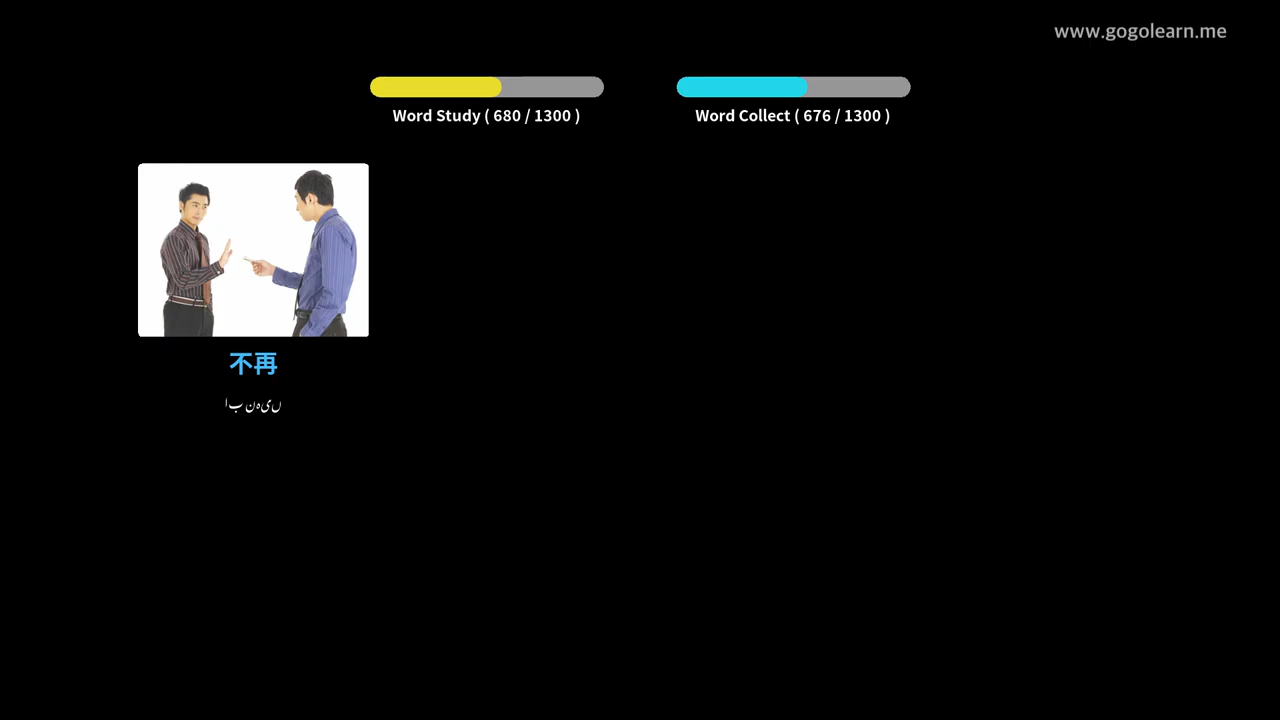 www.gogolearn.me
Word Study ( 680 / 1300 )
Word Collect ( 676 / 1300 )
不再
اب نہیں